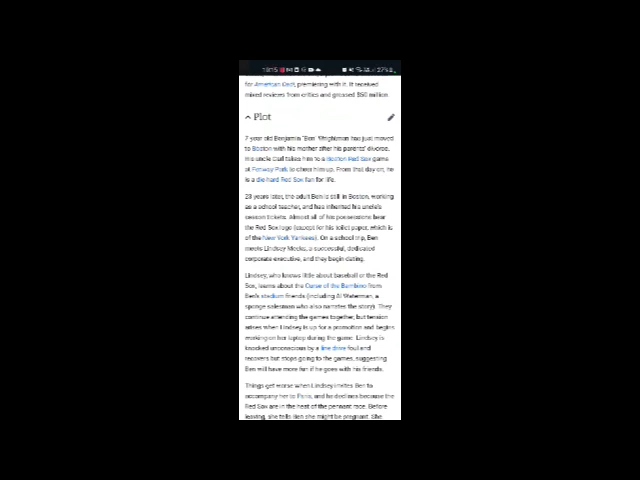 for American Cast, premiering with it. It received
mixed reviews from critics and grossed $50 million.
Plot
7-year old Benjamin "Ben" Wrightman has just moved
to Boston with his mother after his parents' divorce.
His uncle Carl takes him to a Boston Red Sox game
at Fenway Park to cheer him up. From that day on, he
is a die-hard Red Sox fan for life.
23 years later, the adult Ben is still in Boston, working
as a school teacher, and has inherited his uncle's
season tickets. Almost all of his possessions bear
the Red Sox logo (except for his toilet paper, which is
of the New York Yankees). On a school trip, Ben
meets Lindsey Meeks, a successful, dedicated
corporate executive, and they begin dating.
Lindsey, who knows little about baseball or the Red
Sox, learns about the Curse of the Bambino from
Ben's stadium friends (including Al Waterman, a
sponge salesman who also narrates the story). They
continue attending the games together, but tension
arises when Lindsey is up for a promotion and begins
working on her laptop during the game. Lindsey is
knocked unconscious by a line drive foul and
recovers but stops going to the games, suggesting
Ben will have more fun if he goes with his friends.
Things get worse when Lindsey invites Ben to
accompany her to Paris, and he declines because the
Red Sox are in the heat of the pennant race. Before
leaving, she tells Ben she might be pregnant. She